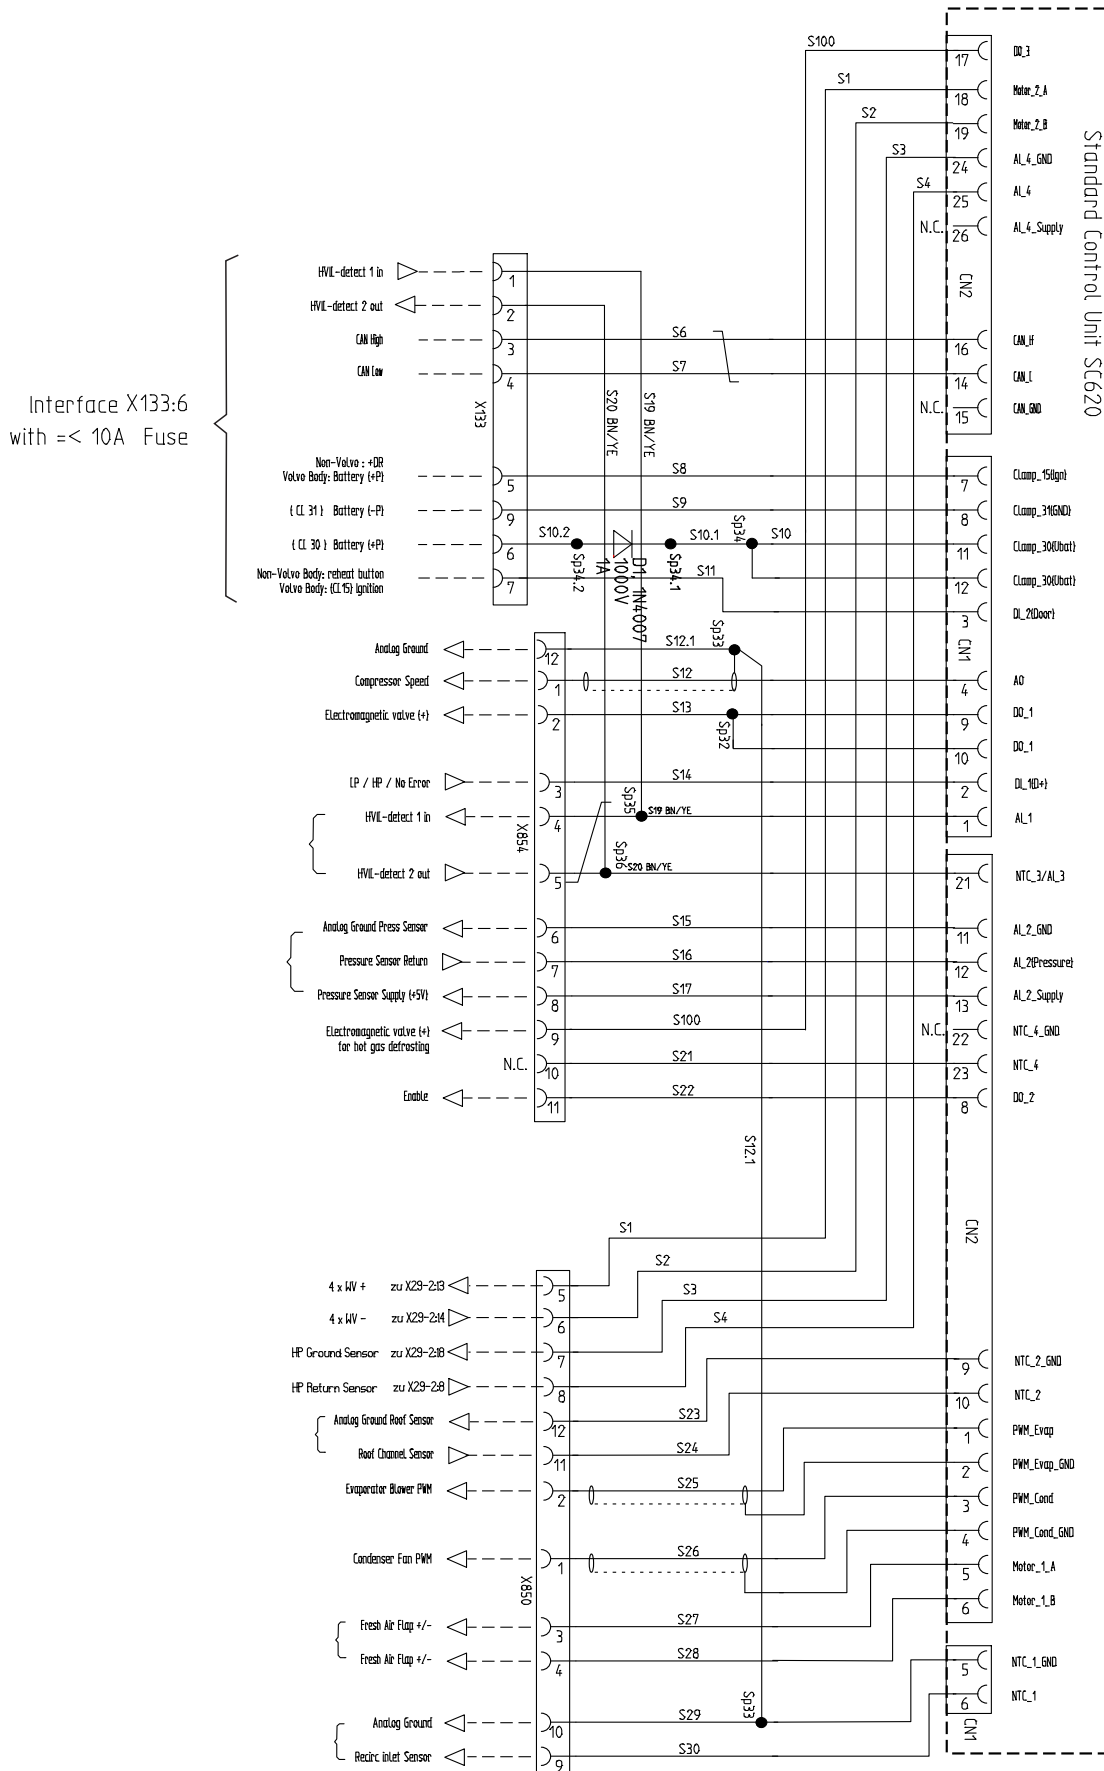 S100
17
DO_3
S1
18
Motor_2_A
S2
19
Motor_2_B
S3
24
AI_4_GND
S4
25
AI_4
N.C.
26
AI_4_Supply
Standard Control Unit SC620
CN2
HVIL-detect 1 in
1
HVIL-detect 2 out
2
CAN High
3
S6
16
CAN_H
CAN Low
4
S7
14
CAN_L
N.C.
15
CAN_GND
X133
S20 BN/YE
S19 BN/YE
Interface X133:6
with =< 10A Fuse
Non-Volvo : +DR
Volvo Body: Battery (+P)
5
S8
7
Clamp_15(Ign)
( Cl. 31 ) Battery (-P)
9
S9
8
Clamp_31(GND)
( Cl. 30 ) Battery (+P)
6
S10.2
Sp34.2
D1, 1N4007
1000V
1A
Sp34.1
S10.1
Sp34
S10
11
Clamp_30(Ubat)
12
Clamp_30(Ubat)
Non-Volvo Body: reheat button
Volvo Body: (Cl.15) Ignition
7
S11
3
DI_2(Door)
CN1
Analog Ground
12
S12.1
Sp33
Compressor Speed
1
S12
4
AO
Electromagnetic valve (+)
2
S13
Sp32
9
DO_1
10
DO_1
LP / HP / No Error
3
S14
2
DI_1(D+)
HVIL-detect 1 in
4
Sp35
S19 BN/YE
1
AI_1
X854
HVIL-detect 2 out
5
Sp36
S20 BN/YE
21
NTC_3/AI_3
Analog Ground Press Sensor
6
S15
11
AI_2_GND
Pressure Sensor Return
7
S16
12
AI_2(Pressure)
Pressure Sensor Supply (+5V)
8
S17
13
AI_2_Supply
Electromagnetic valve (+)
for hot gas defrosting
9
S100
N.C.
22
NTC_4_GND
N.C.
10
S21
23
NTC_4
Enable
11
S22
8
DO_2
S12.1
CN2
S1
S2
S3
S4
4 x WV + zu X29-2:13
5
4 x WV - zu X29-2:14
6
HP Ground Sensor zu X29-2:18
7
HP Return Sensor zu X29-2:8
8
9
NTC_2_GND
10
NTC_2
Analog Ground Roof Sensor
12
S23
1
PWM_Evap
Roof Channel Sensor
11
S24
2
PWM_Evap_GND
Evaporator Blower PWM
2
S25
3
PWM_Cond
4
PWM_Cond_GND
Condenser Fan PWM
1
S26
5
Motor_1_A
X850
6
Motor_1_B
Fresh Air Flap +/-
3
S27
Fresh Air Flap +/-
4
S28
5
NTC_1_GND
6
NTC_1
CN1
Analog Ground
10
S29
Sp33
Recirc inlet Sensor
9
S30